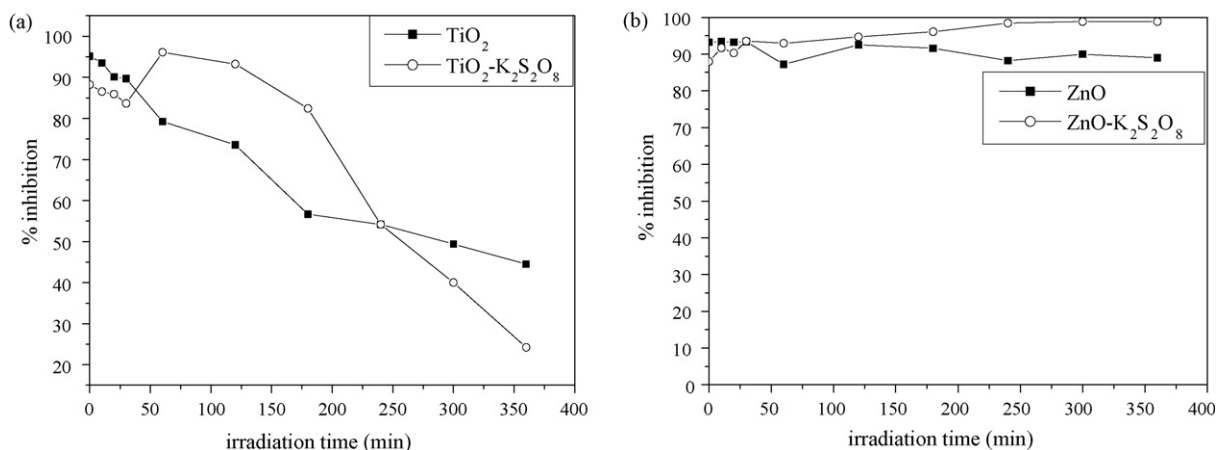 (a)
TiO₂
TiO₂-K₂S₂O₈
100
90
80
70
60
50
40
30
20
% inhibition
0 50 100 150 200 250 300 350 400
irradiation time (min)
(b)
ZnO
ZnO-K₂S₂O₈
100
90
80
70
60
50
40
30
20
10
0
% inhibition
0 50 100 150 200 250 300 350 400
irradiation time (min)